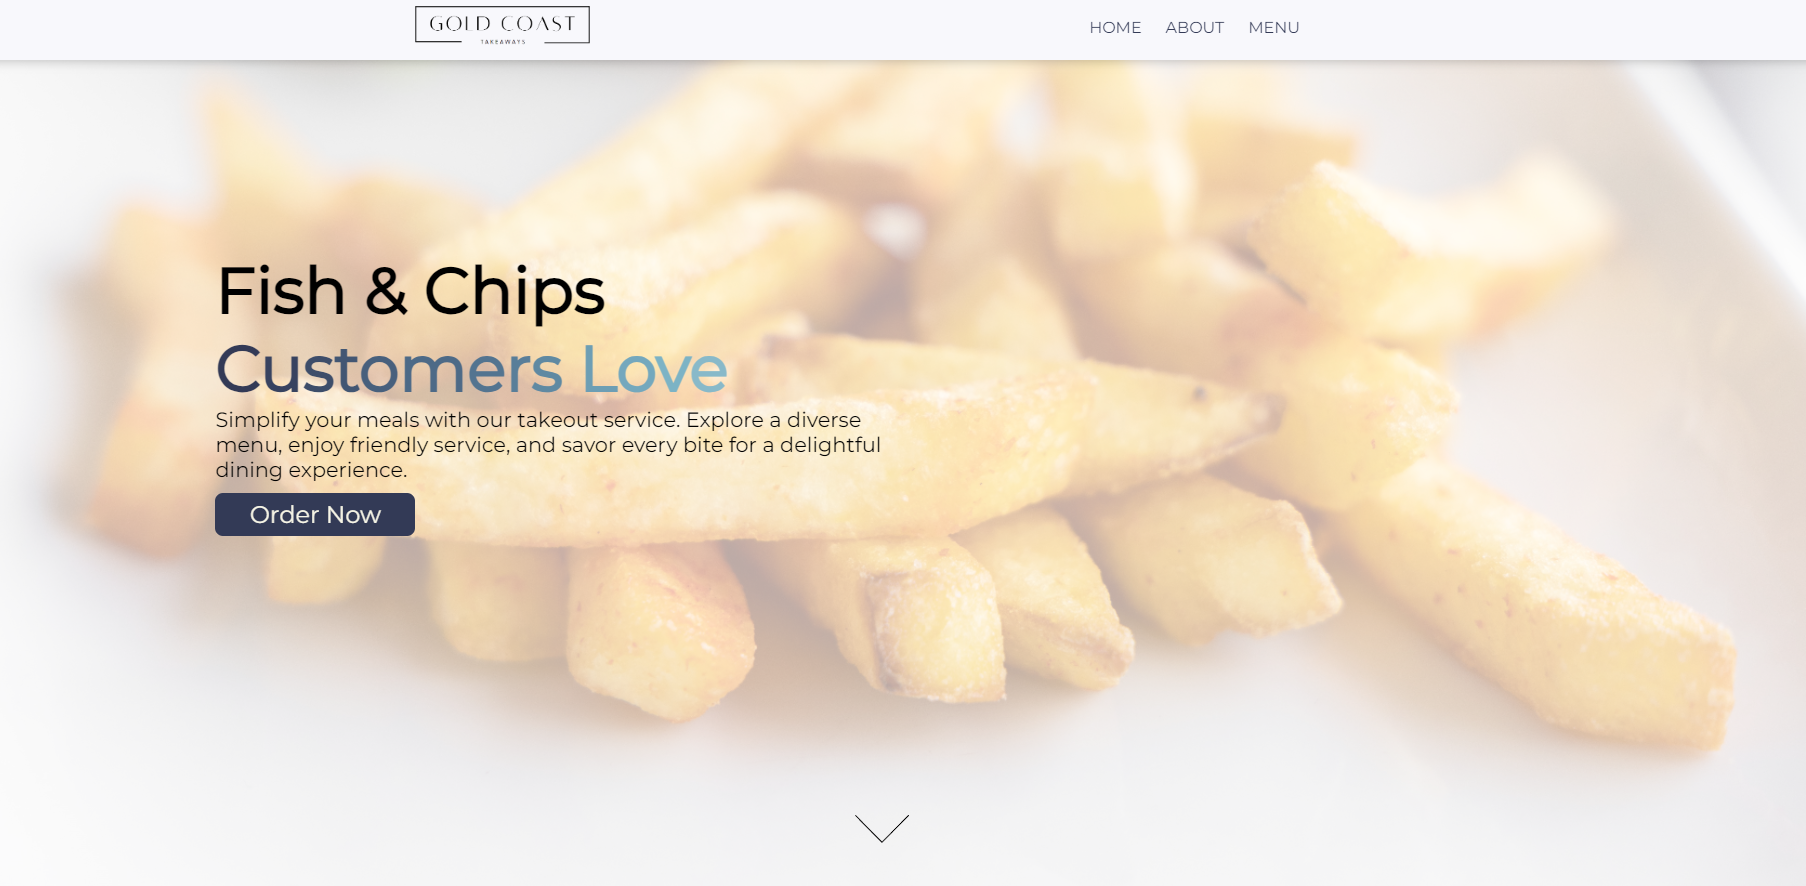 GOLD COAST
TAKEAWAYS
HOME ABOUT MENU
Fish & Chips
Customers Love
Simplify your meals with our takeout service. Explore a diverse
menu, enjoy friendly service, and savor every bite for a delightful
dining experience.
Order Now